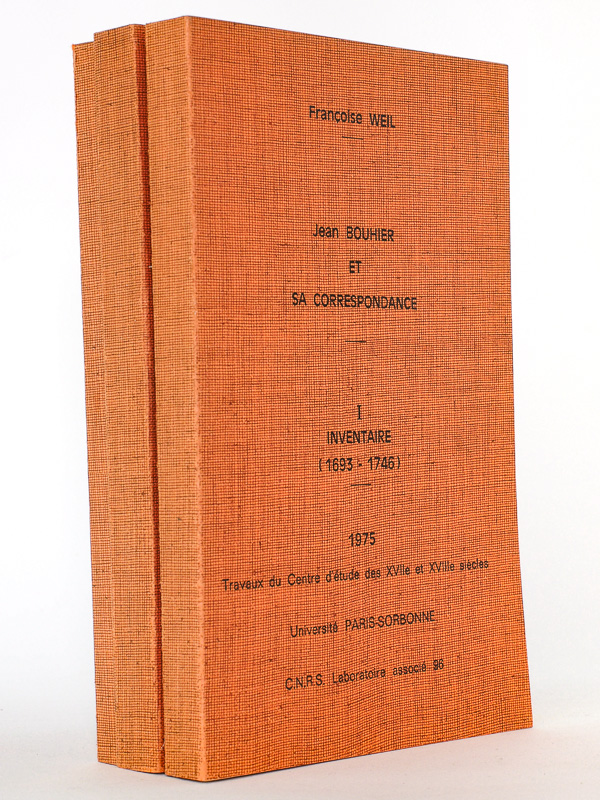 Françoise WEIL
Jean BOUHIER
ET
SA CORRESPONDANCE
I
INVENTAIRE
(1693 - 1746)
1975
Travaux du Centre d'étude des XVIIe et XVIIIe siècles
Université PARIS-SORBONNE
C.N.R.S. Laboratoire associé 96